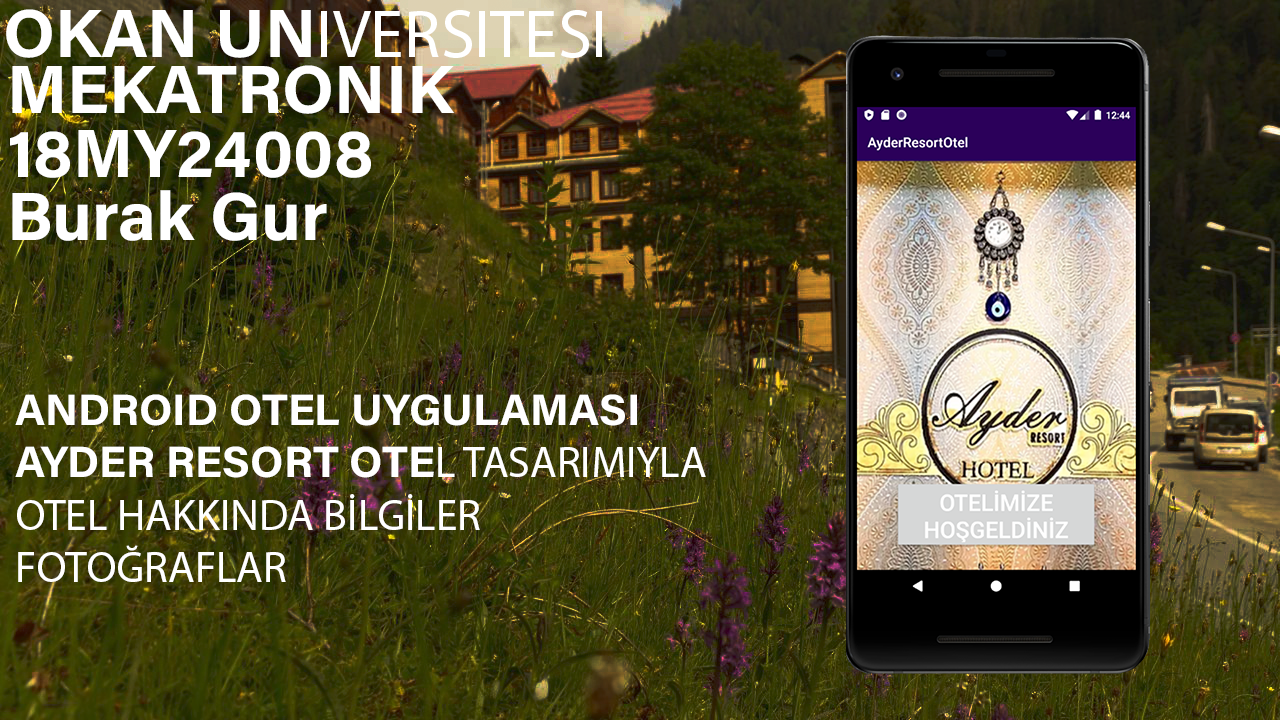 OKAN UNIVERSITESI
MEKATRONIK
18MY24008
Burak Gur
ANDROID OTEL UYGULAMASI
AYDER RESORT OTEL TASARIMIYLA
OTEL HAKKINDA BİLGİLER
FOTOĞRAFLAR
12:44
AyderResortOtel
Ayder
RESORT
HOTEL
OTELİMİZE
HOŞGELDİNİZ